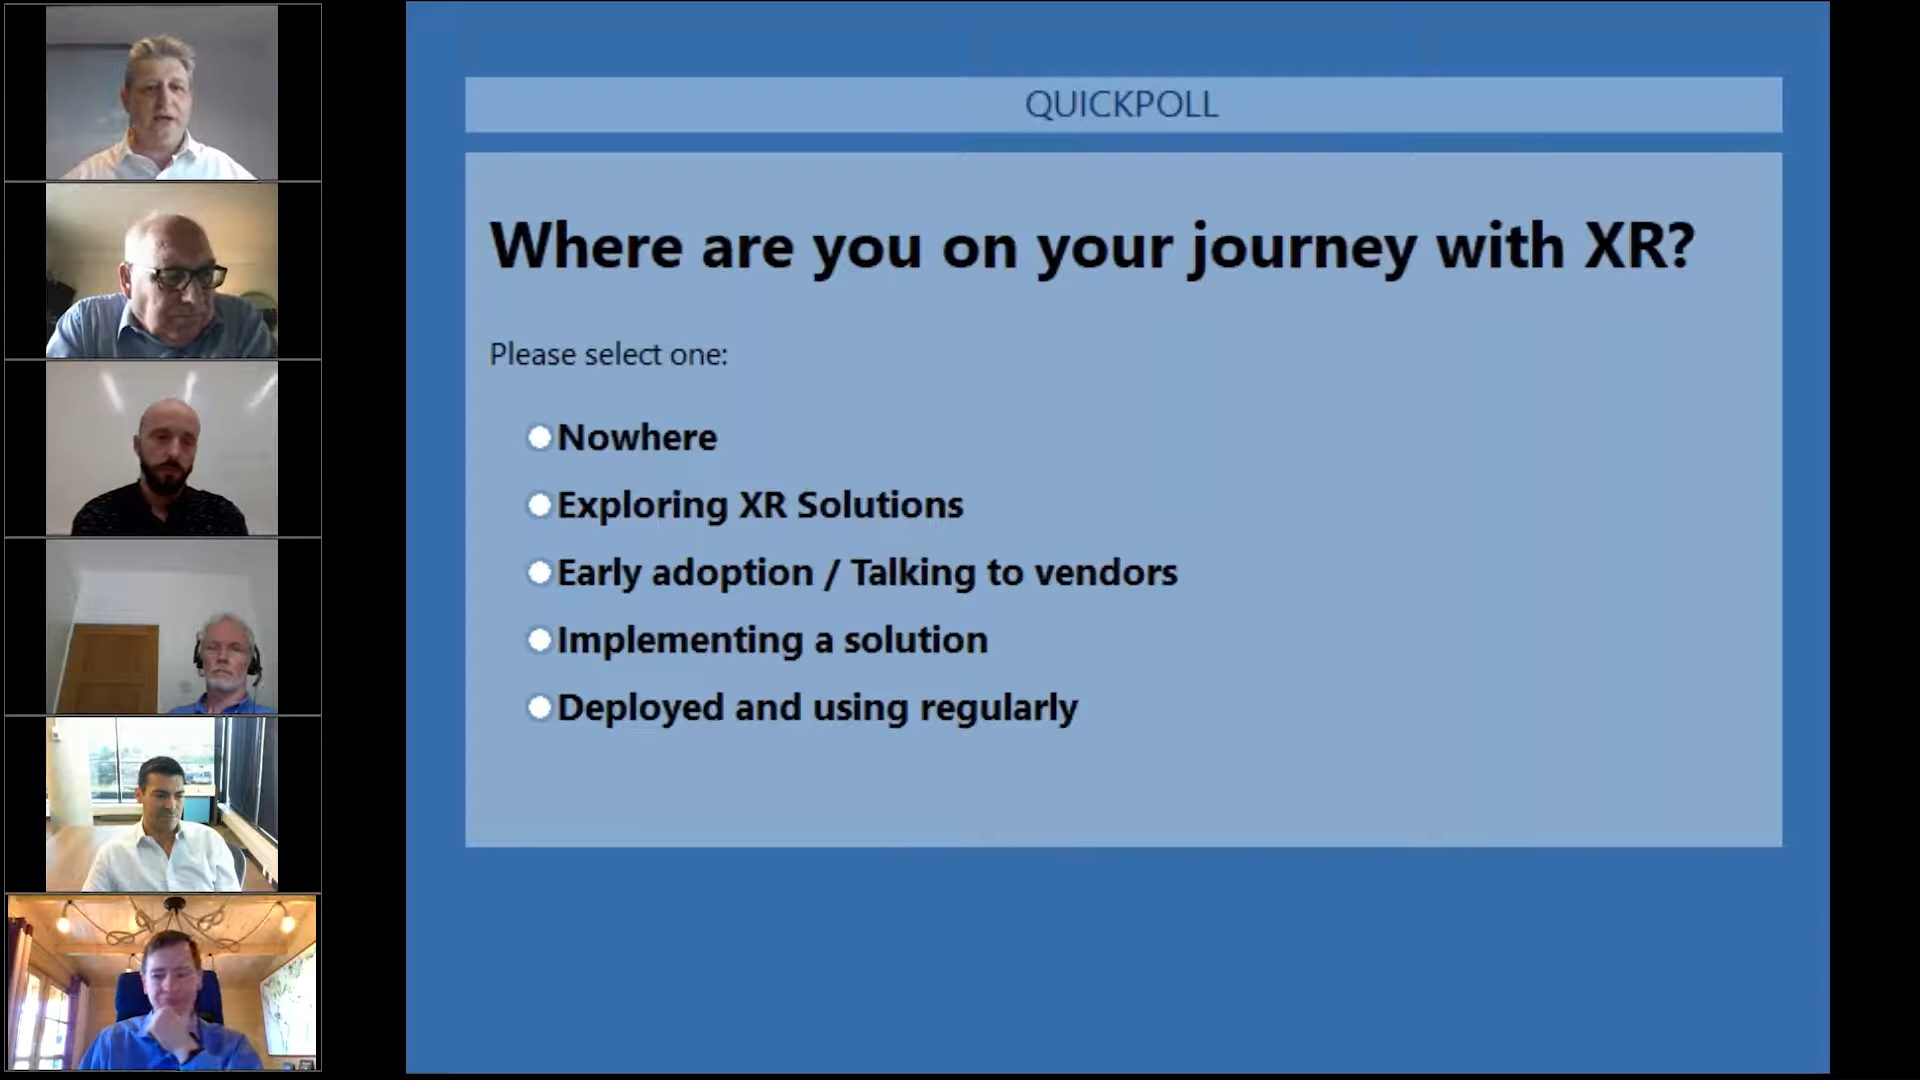 QUICKPOLL
Where are you on your journey with XR?
Please select one:
Nowhere
Exploring XR Solutions
Early adoption / Talking to vendors
Implementing a solution
Deployed and using regularly